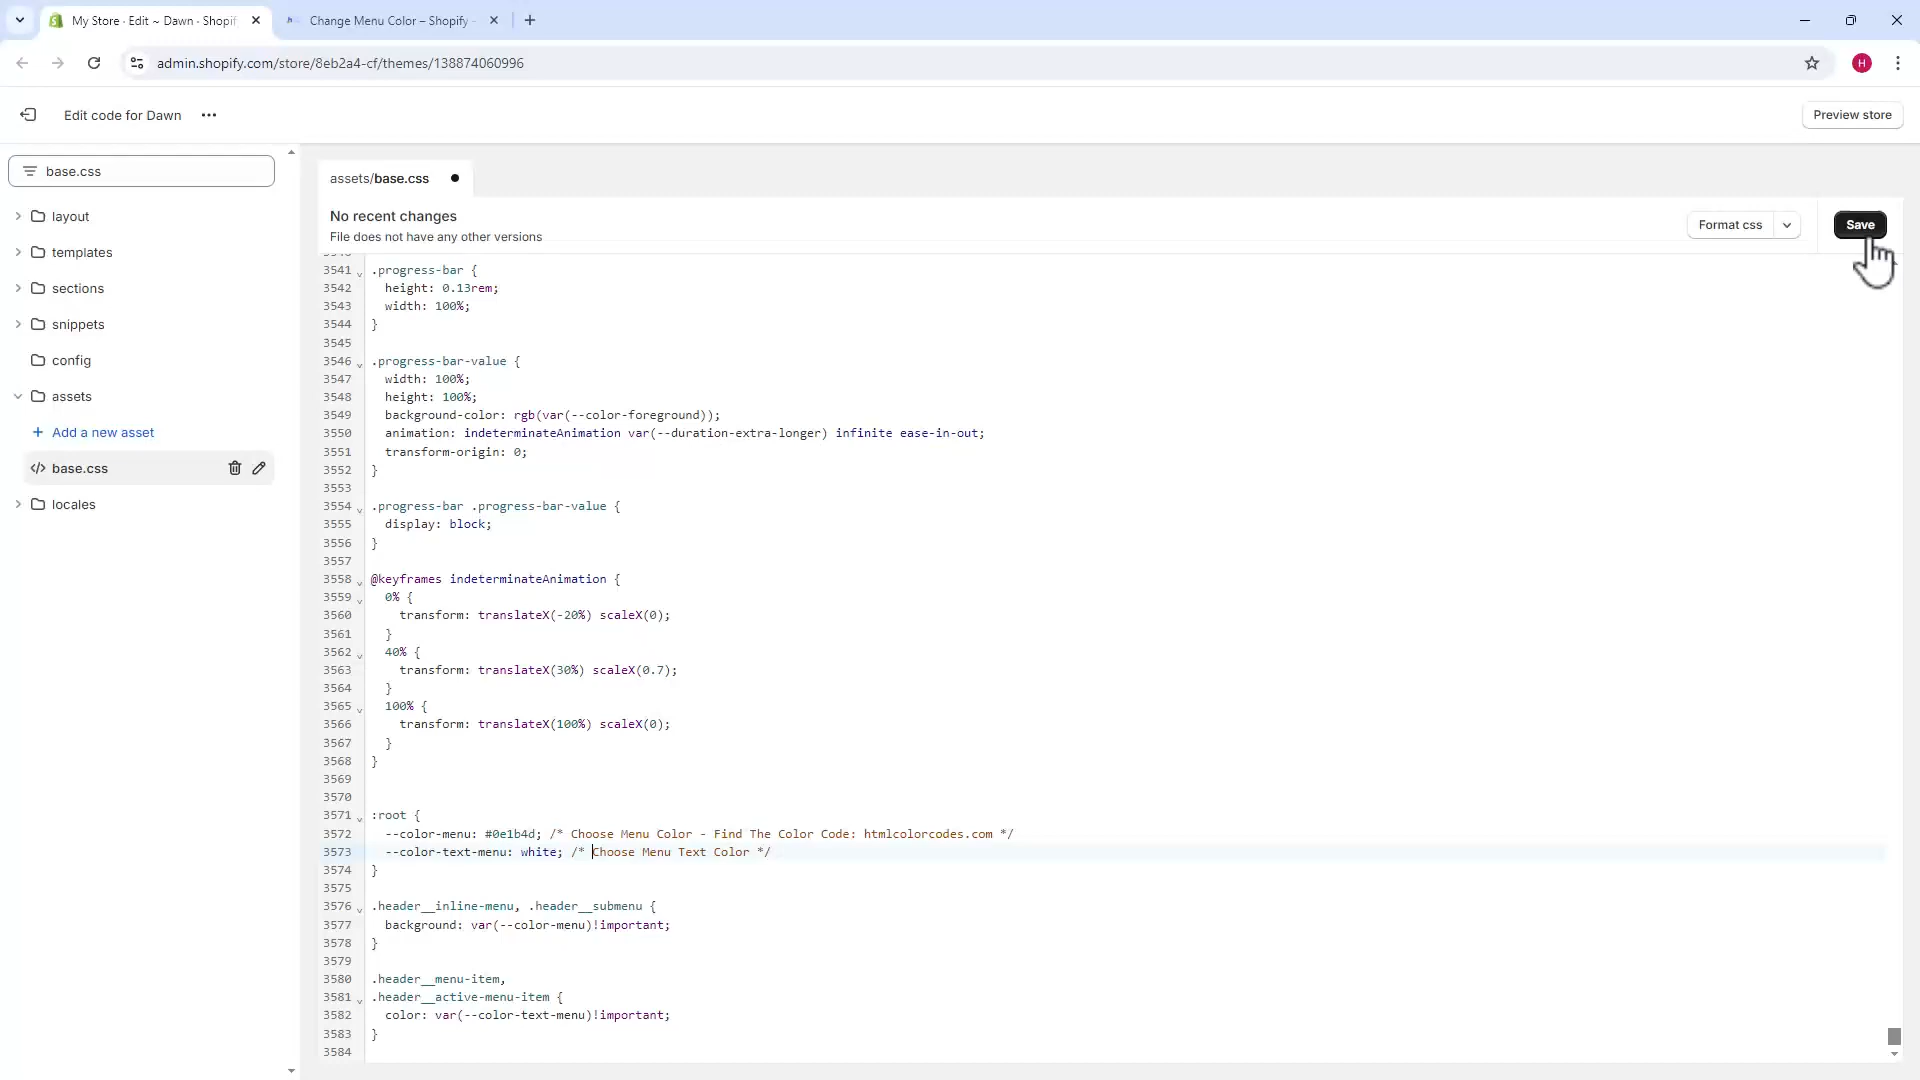 My Store · Edit ~ Dawn · Shopif
Change Menu Color – Shopify -
admin.shopify.com/store/8eb2a4-cf/themes/138874060996
H
Edit code for Dawn
Preview store
base.css
layout
templates
sections
snippets
config
assets
Add a new asset
base.css
locales
assets/base.css
No recent changes
File does not have any other versions
Format css
Save
3541 .progress-bar {
3542 height: 0.13rem;
3543 width: 100%;
3544 }
3545
3546 .progress-bar-value {
3547 width: 100%;
3548 height: 100%;
3549 background-color: rgb(var(--color-foreground));
3550 animation: indeterminateAnimation var(--duration-extra-longer) infinite ease-in-out;
3551 transform-origin: 0;
3552 }
3553
3554 .progress-bar .progress-bar-value {
3555 display: block;
3556 }
3557
3558 @keyframes indeterminateAnimation {
3559 0% {
3560 transform: translateX(-20%) scaleX(0);
3561 }
3562 40% {
3563 transform: translateX(30%) scaleX(0.7);
3564 }
3565 100% {
3566 transform: translateX(100%) scaleX(0);
3567 }
3568 }
3569
3570
3571 :root {
3572 --color-menu: #0e1b4d; /* Choose Menu Color - Find The Color Code: htmlcolorcodes.com */
3573 --color-text-menu: white; /* Choose Menu Text Color */
3574 }
3575
3576 .header__inline-menu, .header__submenu {
3577 background: var(--color-menu)!important;
3578 }
3579
3580 .header__menu-item,
3581 .header__active-menu-item {
3582 color: var(--color-text-menu)!important;
3583 }
3584